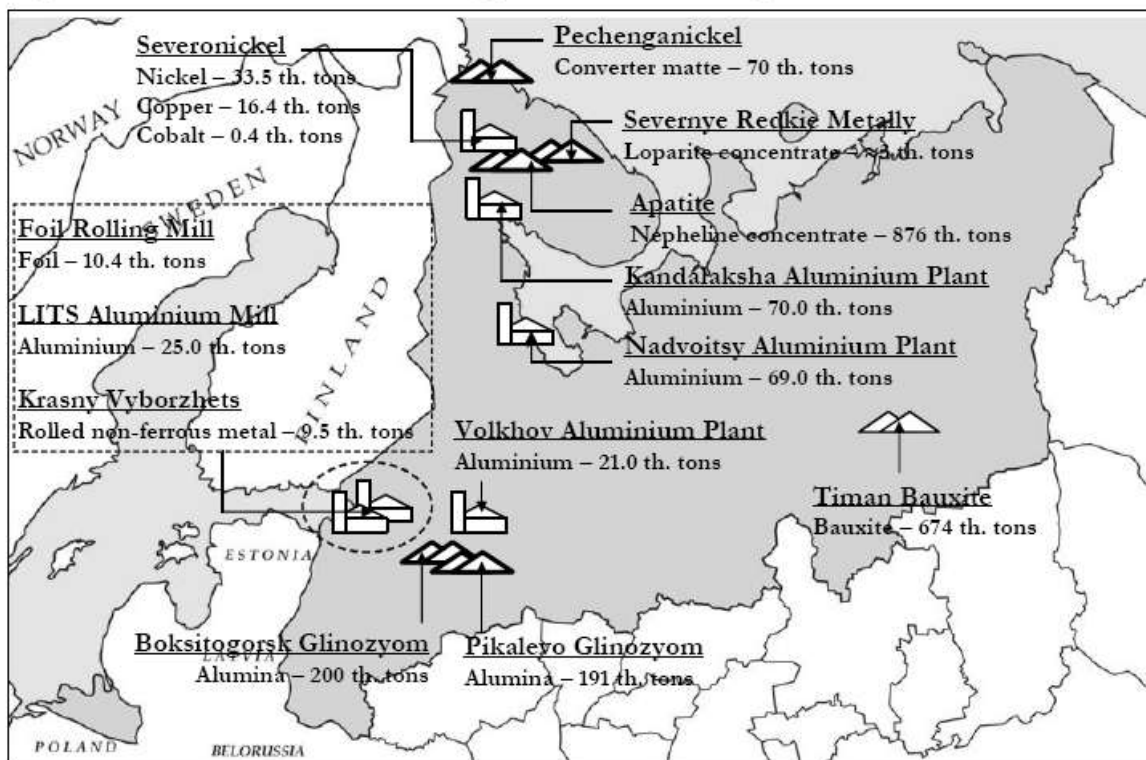 Severonickel
Nickel – 33.5 th. tons
Copper – 16.4 th. tons
Cobalt – 0.4 th. tons
Pechenganickel
Converter matte – 70 th. tons
NORWAY
SWEDEN
FINLAND
Severnye Redkie Metally
Loparite concentrate – ≈3 th. tons
Apatite
Nepheline concentrate – 876 th. tons
Foil Rolling Mill
Foil – 10.4 th. tons
LITS Aluminium Mill
Aluminium – 25.0 th. tons
Krasny Vyborzhets
Rolled non-ferrous metal – 9.5 th. tons
Kandalaksha Aluminium Plant
Aluminium – 70.0 th. tons
Nadvoitsy Aluminium Plant
Aluminium – 69.0 th. tons
Volkhov Aluminium Plant
Aluminium – 21.0 th. tons
Timan Bauxite
Bauxite – 674 th. tons
ESTONIA
Boksitogorsk Glinozyom
LATVIA
Alumina – 200 th. tons
Pikalevo Glinozyom
Alumina – 191 th. tons
POLAND
BELORUSSIA